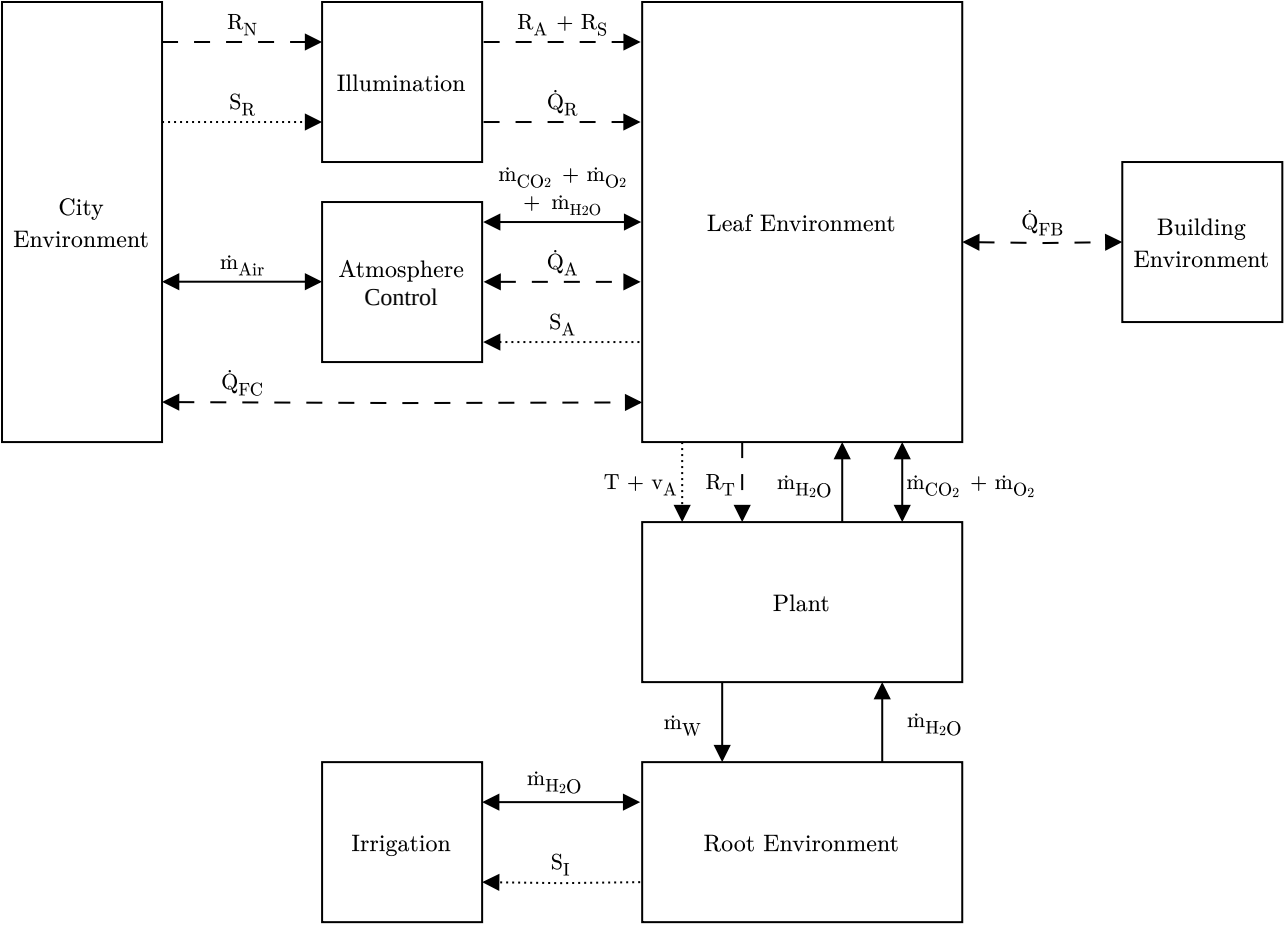 R_N
R_A + R_S
Illumination
S_R
Q̇_R
ṁ_CO₂ + ṁ_O₂
+ ṁ_H₂O
City
Environment
Leaf Environment
Q̇_FB
Building
Environment
ṁ_Air
Atmosphere
Control
Q̇_A
S_A
Q̇_FC
T + v_A
R_T
ṁ_H₂O
ṁ_CO₂ + ṁ_O₂
Plant
ṁ_W
ṁ_H₂O
ṁ_H₂O
Irrigation
Root Environment
S_I